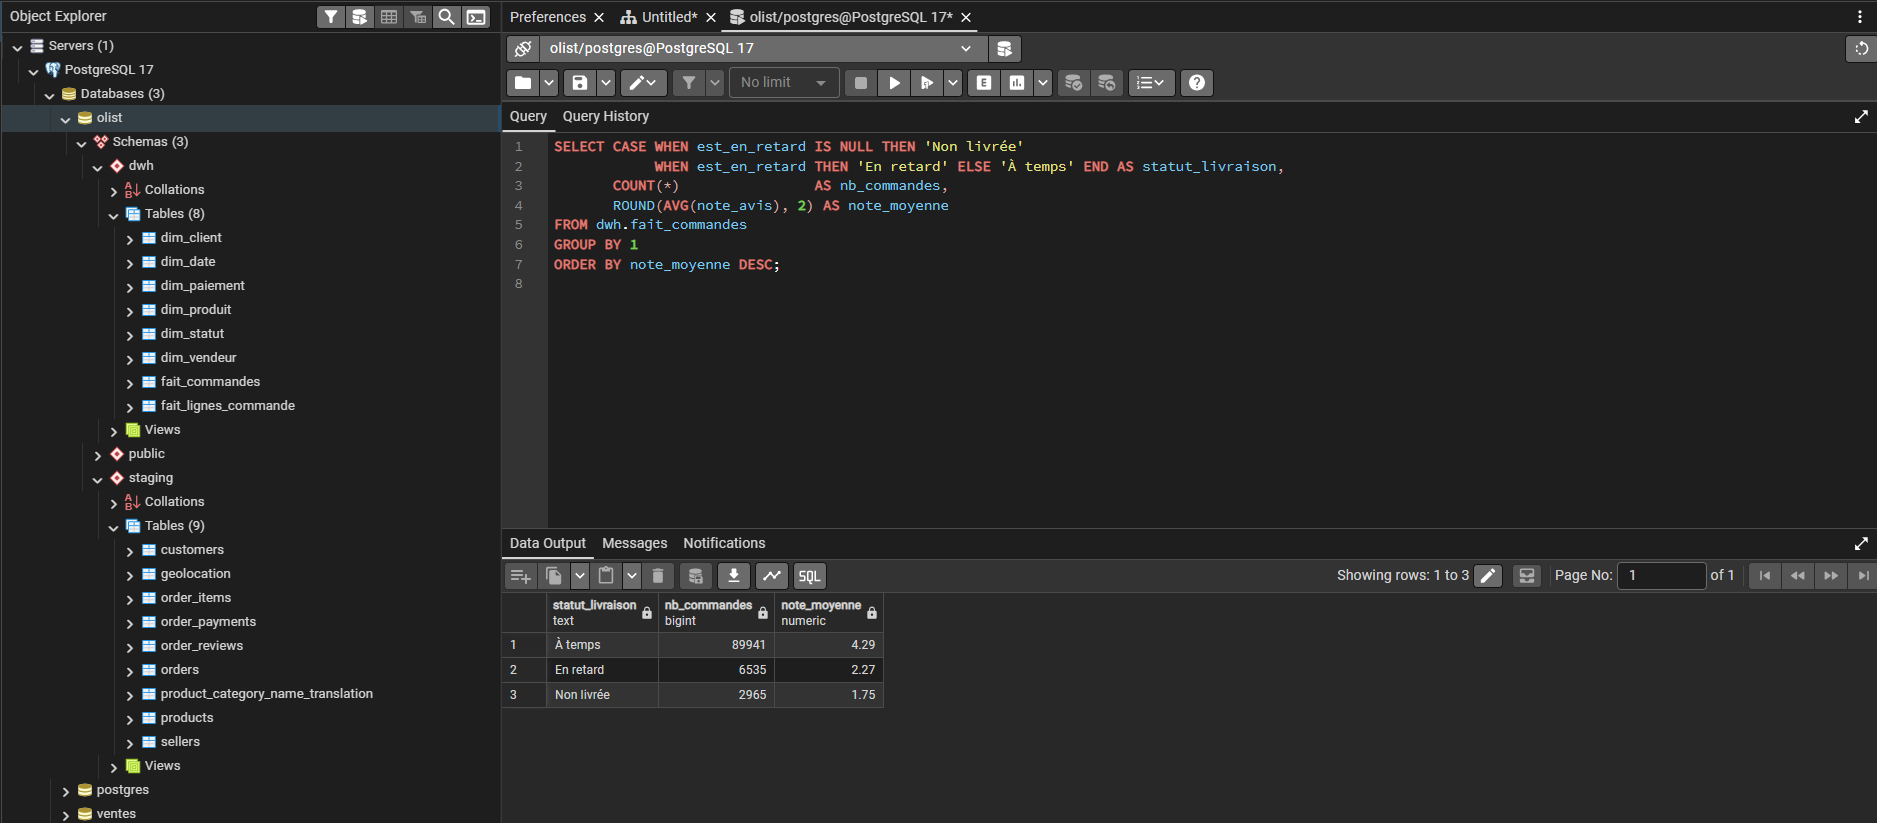 Object Explorer
Servers (1)
PostgreSQL 17
Databases (3)
olist
Schemas (3)
dwh
Collations
Tables (8)
dim_client
dim_date
dim_paiement
dim_produit
dim_statut
dim_vendeur
fait_commandes
fait_lignes_commande
Views
public
staging
Collations
Tables (9)
customers
geolocation
order_items
order_payments
order_reviews
orders
product_category_name_translation
products
sellers
Views
postgres
ventes
Preferences Untitled* olist/postgres@PostgreSQL 17*
olist/postgres@PostgreSQL 17
No limit E
Query Query History
1 SELECT CASE WHEN est_en_retard IS NULL THEN 'Non livrée'
2 WHEN est_en_retard THEN 'En retard' ELSE 'À temps' END AS statut_livraison,
3 COUNT(*) AS nb_commandes,
4 ROUND(AVG(note_avis), 2) AS note_moyenne
5 FROM dwh.fait_commandes
6 GROUP BY 1
7 ORDER BY note_moyenne DESC;
8
Data Output Messages Notifications
SQL Showing rows: 1 to 3 Page No: 1 of 1
statut_livraison nb_commandes note_moyenne
text bigint numeric
1 À temps 89941 4.29
2 En retard 6535 2.27
3 Non livrée 2965 1.75